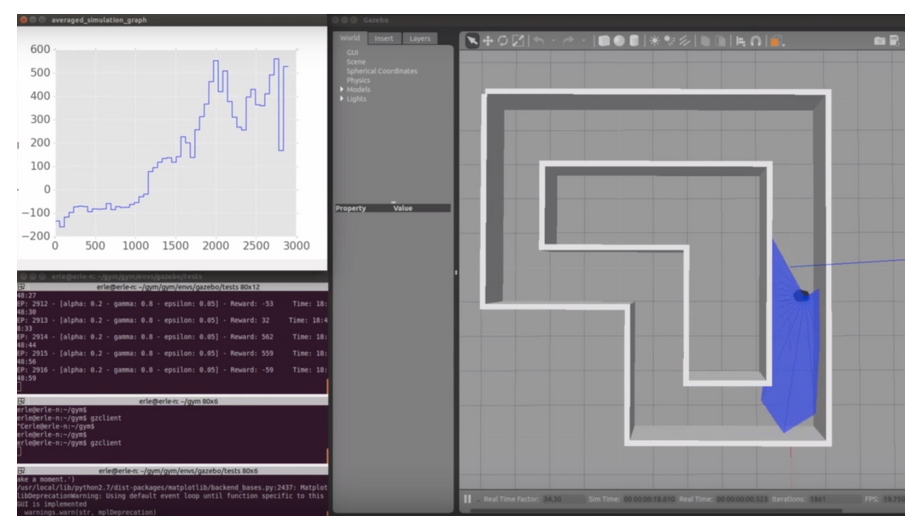 averaged_simulation_graph
600
500
400
300
200
100
0
−100
−200
0 500 1000 1500 2000 2500 3000
Gazebo
World Insert Layers
GUI
Scene
Spherical Coordinates
Physics
Models
Lights
Property Value
erle@erle-n: ~/gym/gym/envs/gazebo/tests
erle@erle-n: ~/gym/gym/envs/gazebo/tests 80x12
48:27
EP: 2912 - [alpha: 0.2 - gamma: 0.8 - epsilon: 0.05] - Reward: -53 Time: 18:
48:30
EP: 2913 - [alpha: 0.2 - gamma: 0.8 - epsilon: 0.05] - Reward: 32 Time: 18:4
8:33
EP: 2914 - [alpha: 0.2 - gamma: 0.8 - epsilon: 0.05] - Reward: 562 Time: 18:
48:44
EP: 2915 - [alpha: 0.2 - gamma: 0.8 - epsilon: 0.05] - Reward: 559 Time: 18:
48:56
EP: 2916 - [alpha: 0.2 - gamma: 0.8 - epsilon: 0.05] - Reward: -59 Time: 18:
48:59
erle@erle-n: ~/gym 80x6
erle@erle-n:~/gym$
erle@erle-n:~/gym$ gzclient
^Cerle@erle-n:~/gym$
erle@erle-n:~/gym$
erle@erle-n:~/gym$ gzclient
erle@erle-n: ~/gym/gym/envs/gazebo/tests 80x6
ake a moment.')
/usr/local/lib/python2.7/dist-packages/matplotlib/backend_bases.py:2437: Matplot
libDeprecationWarning: Using default event loop until function specific to this
GUI is implemented
warnings.warn(str, mplDeprecation)
Real Time Factor: 34.30 Sim Time: 00 00:00:18.610 Real Time: 00 00:00:00.523 Iterations: 1861 FPS: